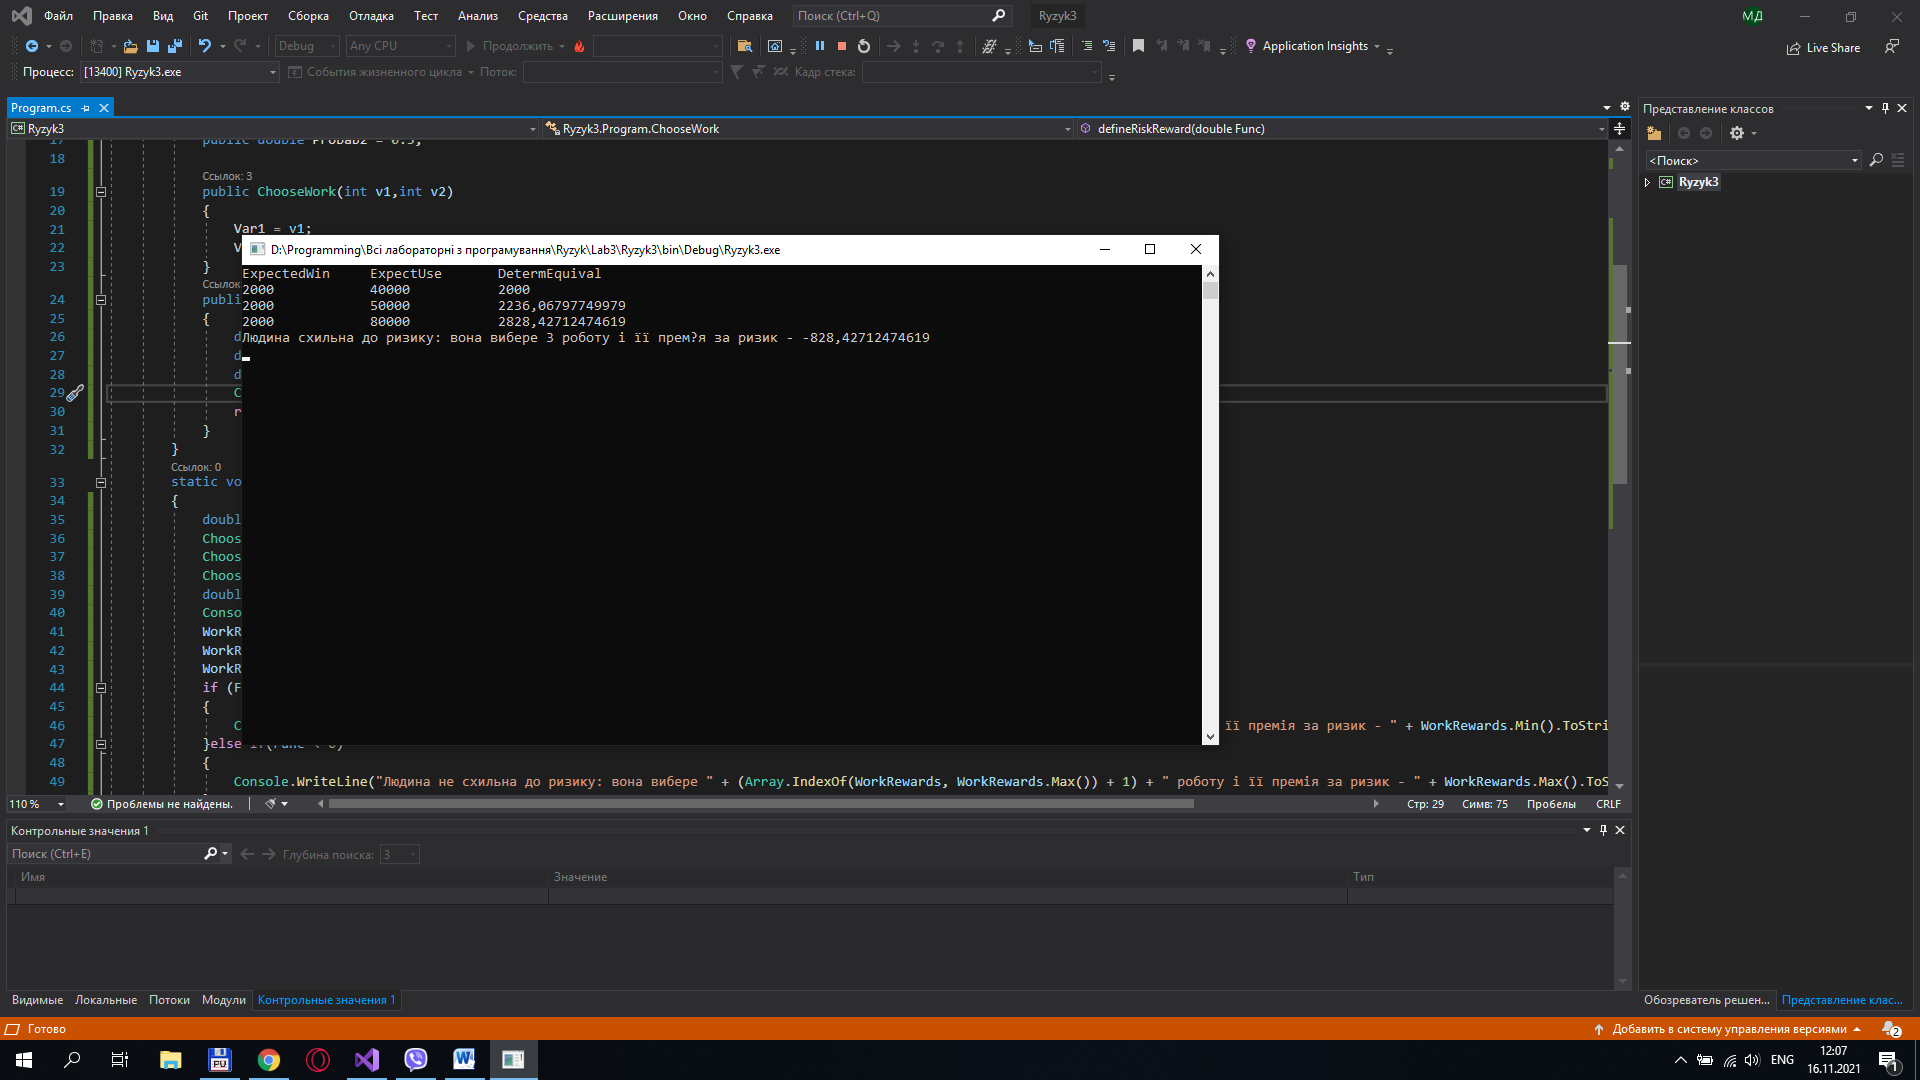 Файл Правка Вид Git Проект Сборка Отладка Тест Анализ Средства Расширения Окно Справка Поиск (Ctrl+Q) Ryzyk3 МД
Debug Any CPU Продолжить Application Insights Live Share
Процесс: [13400] Ryzyk3.exe События жизненного цикла Поток: Кадр стека:
Program.cs
Ryzyk3 Ryzyk3.Program.ChooseWork defineRiskReward(double Func)
17 public double Probab2 = 0.5;
18
Ссылок: 3
19 public ChooseWork(int v1,int v2)
20 {
21 Var1 = v1;
22 V
23 }
Ссылок
24 publi
25 {
26 d
27 d
28 d
29 C
30 r
31 }
32 }
Ссылок: 0
33 static vo
34 {
35 doubl
36 Choos
37 Choos
38 Choos
39 doubl
40 Conso
41 WorkR
42 WorkR
43 WorkR
44 if (F
45 {
46 C її премія за ризик - " + WorkRewards.Min().ToStri
47 }else if(Func < 0)
48 {
49 Console.WriteLine("Людина не схильна до ризику: вона вибере " + (Array.IndexOf(WorkRewards, WorkRewards.Max()) + 1) + " роботу і її премія за ризик - " + WorkRewards.Max().ToS
D:\Programming\Всі лабораторні з програмування\Ryzyk\Lab3\Ryzyk3\bin\Debug\Ryzyk3.exe
ExpectedWin ExpectUse DetermEquival
2000 40000 2000
2000 50000 2236,06797749979
2000 80000 2828,42712474619
Людина схильна до ризику: вона вибере 3 роботу і її прем?я за ризик - -828,42712474619
110 % Проблемы не найдены. Стр: 29 Симв: 75 Пробелы CRLF
Контрольные значения 1
Поиск (Ctrl+E) Глубина поиска: 3
Имя Значение Тип
Видимые Локальные Потоки Модули Контрольные значения 1
Представление классов
<Поиск>
Ryzyk3
Обозреватель решен... Представление клас...
Готово Добавить в систему управления версиями 2
PU ENG 12:07
16.11.2021 1